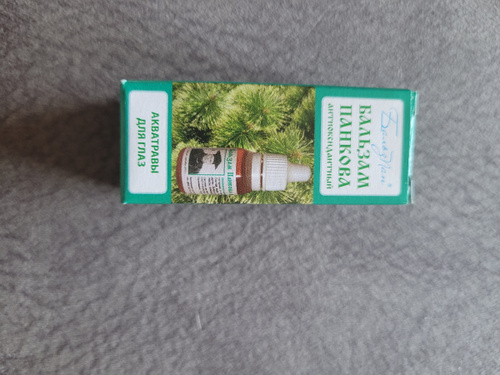 БАЛЬЗАМ
ПАНКОВА
АНТИОКСИДАНТНЫЙ
АКВАТРАВЫ
ДЛЯ ГЛАЗ